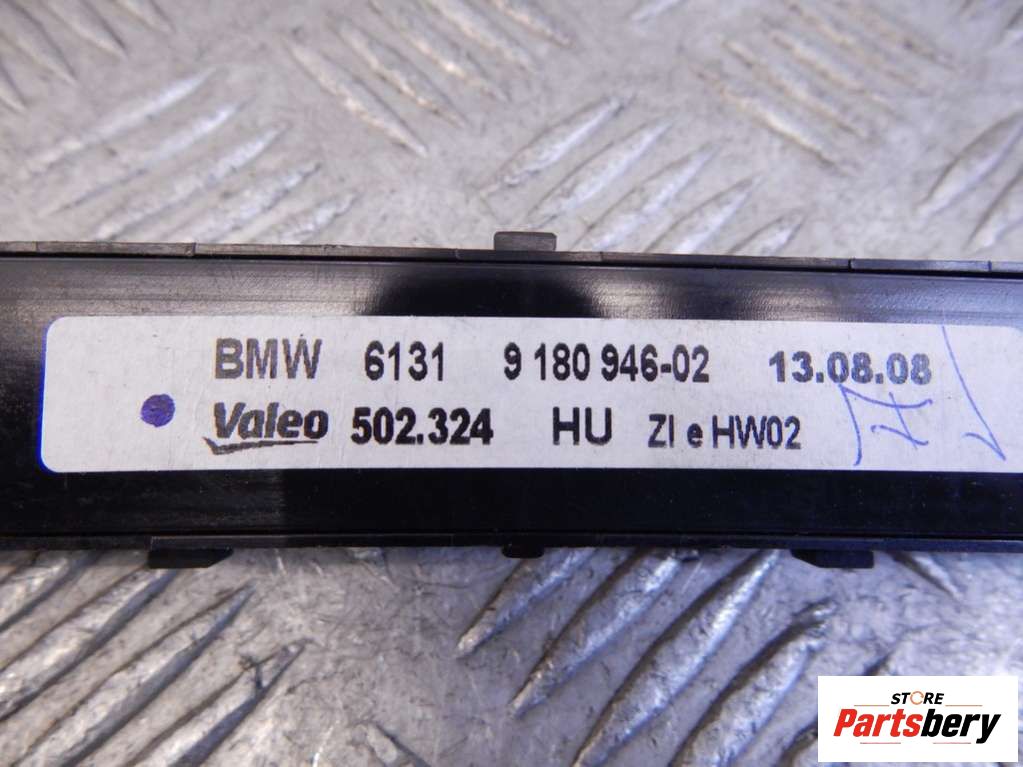 BMW 6131 9 180 946-02 13.08.08
Valeo 502.324 HU ZI e HW02
STORE
Partsbery